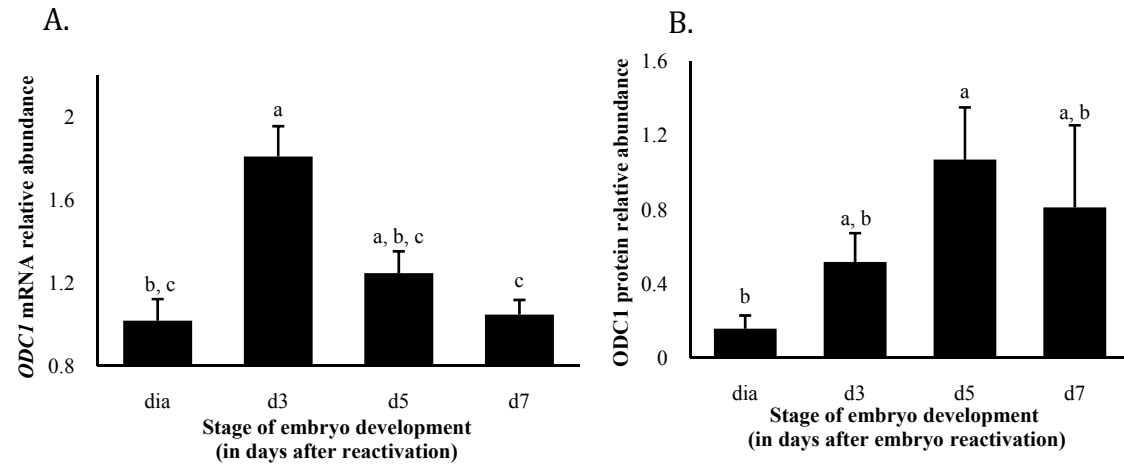 A.
ODC1 mRNA relative abundance
2
1.6
1.2
0.8
b, c
a
a, b, c
c
dia d3 d5 d7
Stage of embryo development
(in days after reactivation)
B.
ODC1 protein relative abundance
1.6
1.2
0.8
0.4
0
b
a, b
a
a, b
dia d3 d5 d7
Stage of embryo development
(in days after embryo reactivation)